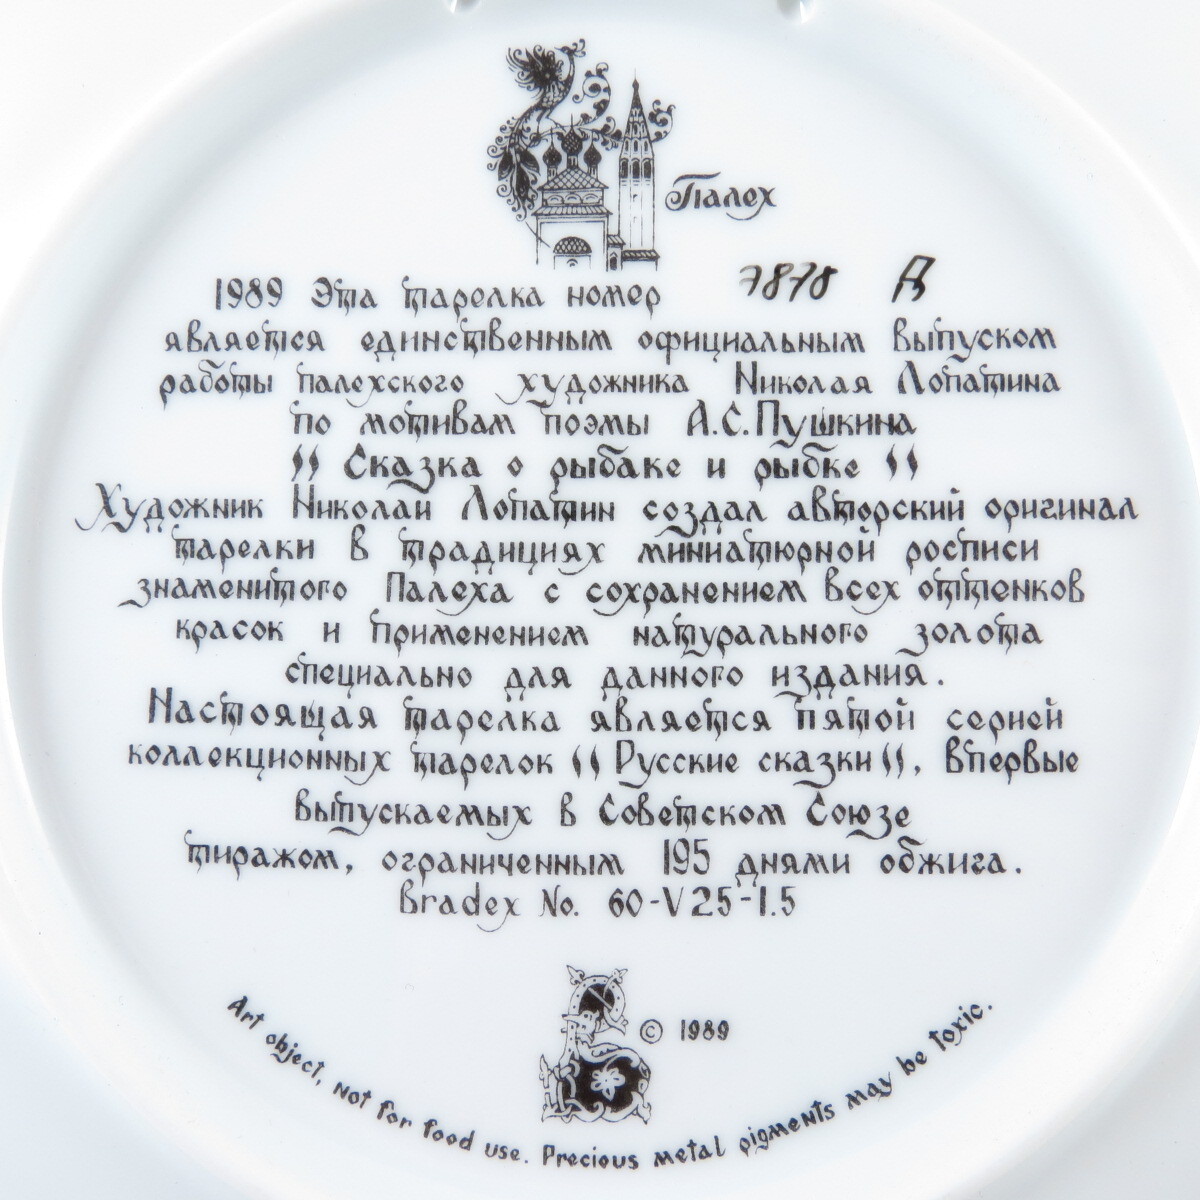 Палех
1989 Эта тарелка номер 7878 Д
является единственным официальным выпуском
работы палехского художника Николая Лопатина
по мотивам поэмы А.С.Пушкина
"Сказка о рыбаке и рыбке"
Художник Николай Лопатин создал авторский оригинал
тарелки в традициях миниатюрной росписи
знаменитого Палеха с сохранением всех оттенков
красок и применением натурального золота
специально для данного издания.
Настоящая тарелка является пятой серией
коллекционных тарелок "Русские сказки", впервые
выпускаемых в Советском Союзе
тиражом, ограниченным 195 днями обжига.
Bradex No. 60-V25-1.5
© 1989
Art object, not for food use. Precious metal pigments may be toxic.